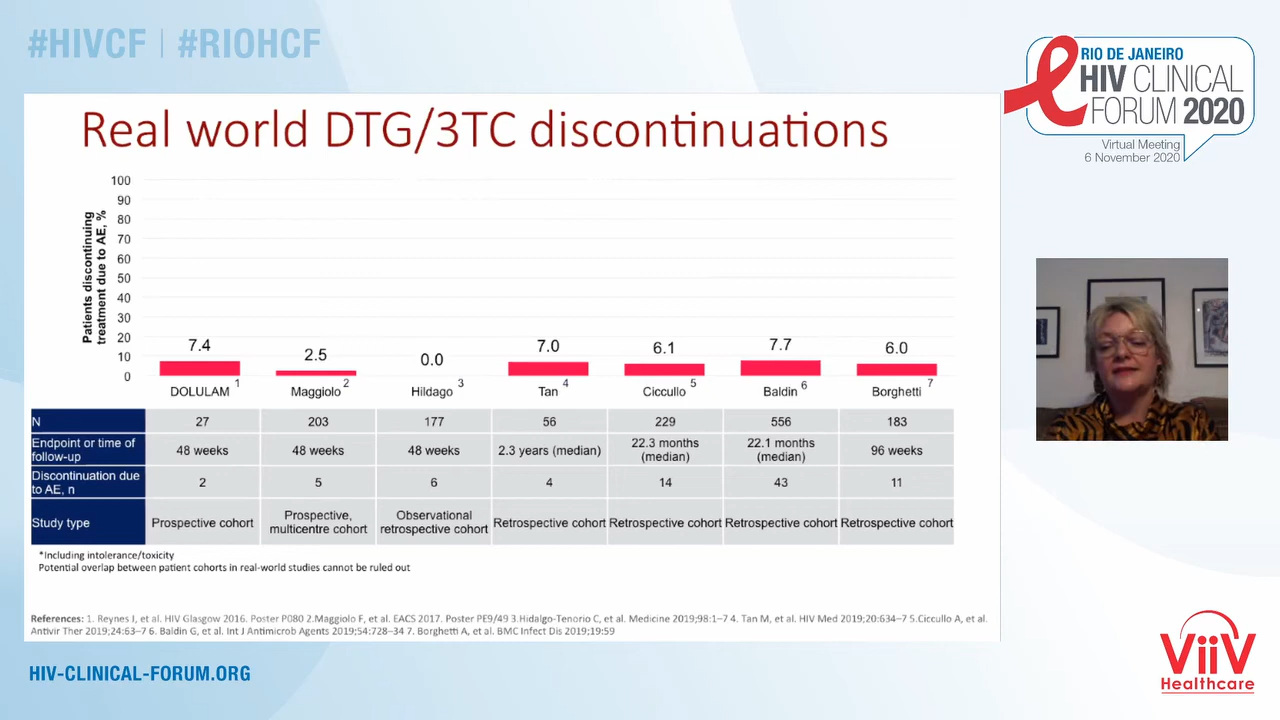 #HIVCF | #RIOHCF
RIO DE JANEIRO
HIV CLINICAL
FORUM 2020
Virtual Meeting
6 November 2020
Real world DTG/3TC discontinuations
Patients discontinuing
treatment due to AE, %
100
90
80
70
60
50
40
30
20
10
0
7.4 2.5 0.0 7.0 6.1 7.7 6.0
DOLULAM 1 Maggiolo 2 Hildago 3 Tan 4 Ciccullo 5 Baldin 6 Borghetti 7
N 27 203 177 56 229 556 183
Endpoint or time of
follow-up 48 weeks 48 weeks 48 weeks 2.3 years (median) 22.3 months
(median) 22.1 months
(median) 96 weeks
Discontinuation due
to AE, n 2 5 6 4 14 43 11
Study type Prospective cohort Prospective,
multicentre cohort Observational
retrospective cohort Retrospective cohort Retrospective cohort Retrospective cohort Retrospective cohort
*Including intolerance/toxicity
Potential overlap between patient cohorts in real-world studies cannot be ruled out
References: 1. Reynes J, et al. HIV Glasgow 2016. Poster P080 2.Maggiolo F, et al. EACS 2017. Poster PE9/49 3.Hidalgo-Tenorio C, et al. Medicine 2019;98:1–7 4. Tan M, et al. HIV Med 2019;20:634–7 5.Ciccullo A, et al.
Antivir Ther 2019;24:63–7 6. Baldin G, et al. Int J Antimicrob Agents 2019;54:728–34 7. Borghetti A, et al. BMC Infect Dis 2019;19:59
HIV-CLINICAL-FORUM.ORG
ViiV
Healthcare